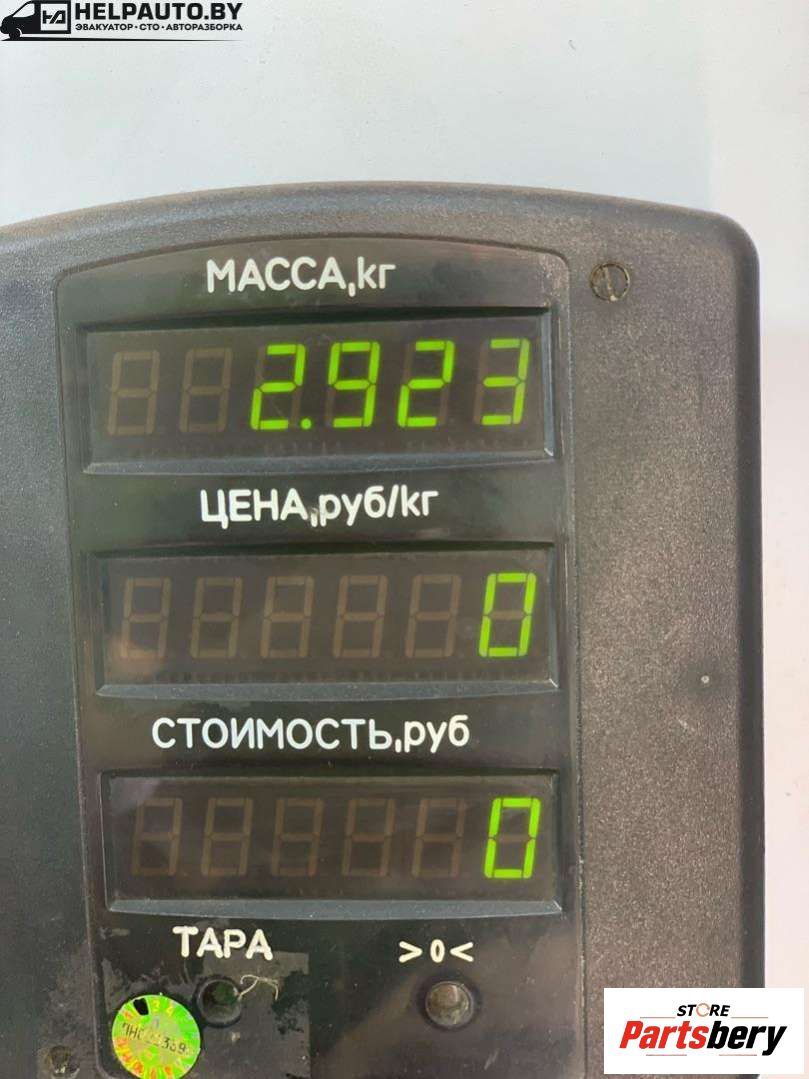 HELPAUTO.BY
ЭВАКУАТОР • СТО • АВТОРАЗБОРКА
МАССА,кг
2.923
ЦЕНА,руб/кг
0
СТОИМОСТЬ,руб
0
ТАРА >0<
STORE
Partsbery